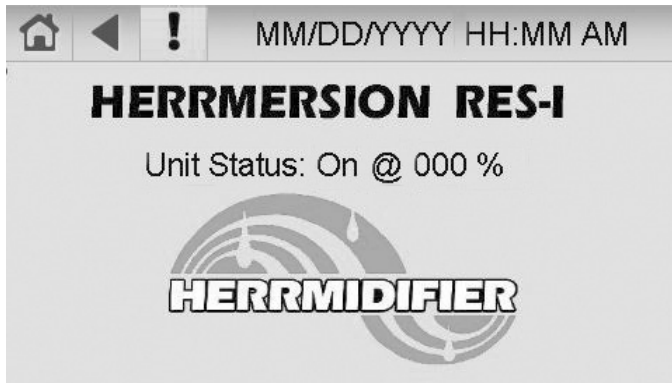 ! MM/DD/YYYY HH:MM AM
HERRMERSION RES-I
Unit Status: On @ 000 %
HERRMIDIFIER